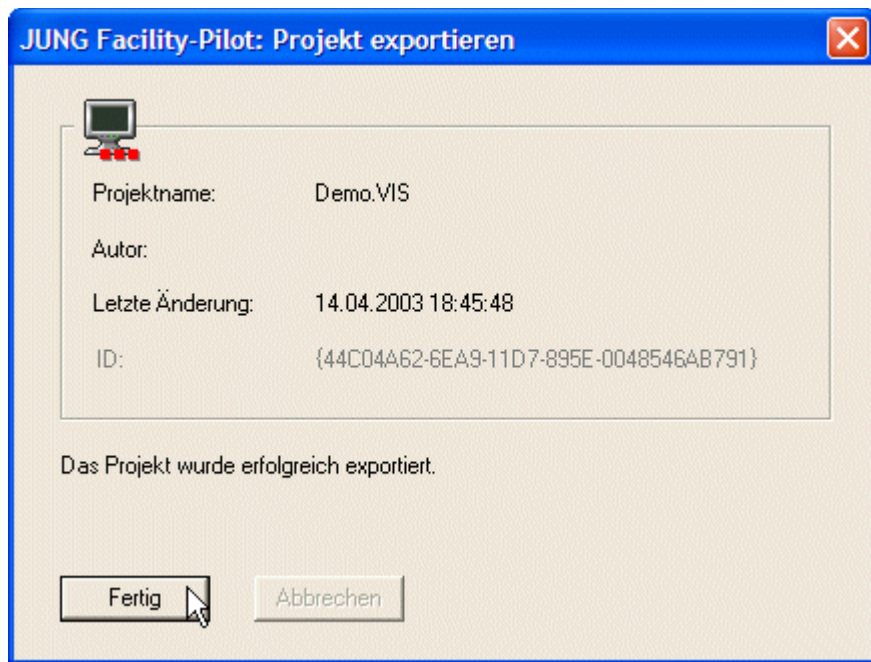 JUNG Facility-Pilot: Projekt exportieren
Projektname: Demo.VIS
Autor:
Letzte Änderung: 14.04.2003 18:45:48
ID: {44C04A62-6EA9-11D7-895E-0048546AB791}
Das Projekt wurde erfolgreich exportiert.
Fertig Abbrechen